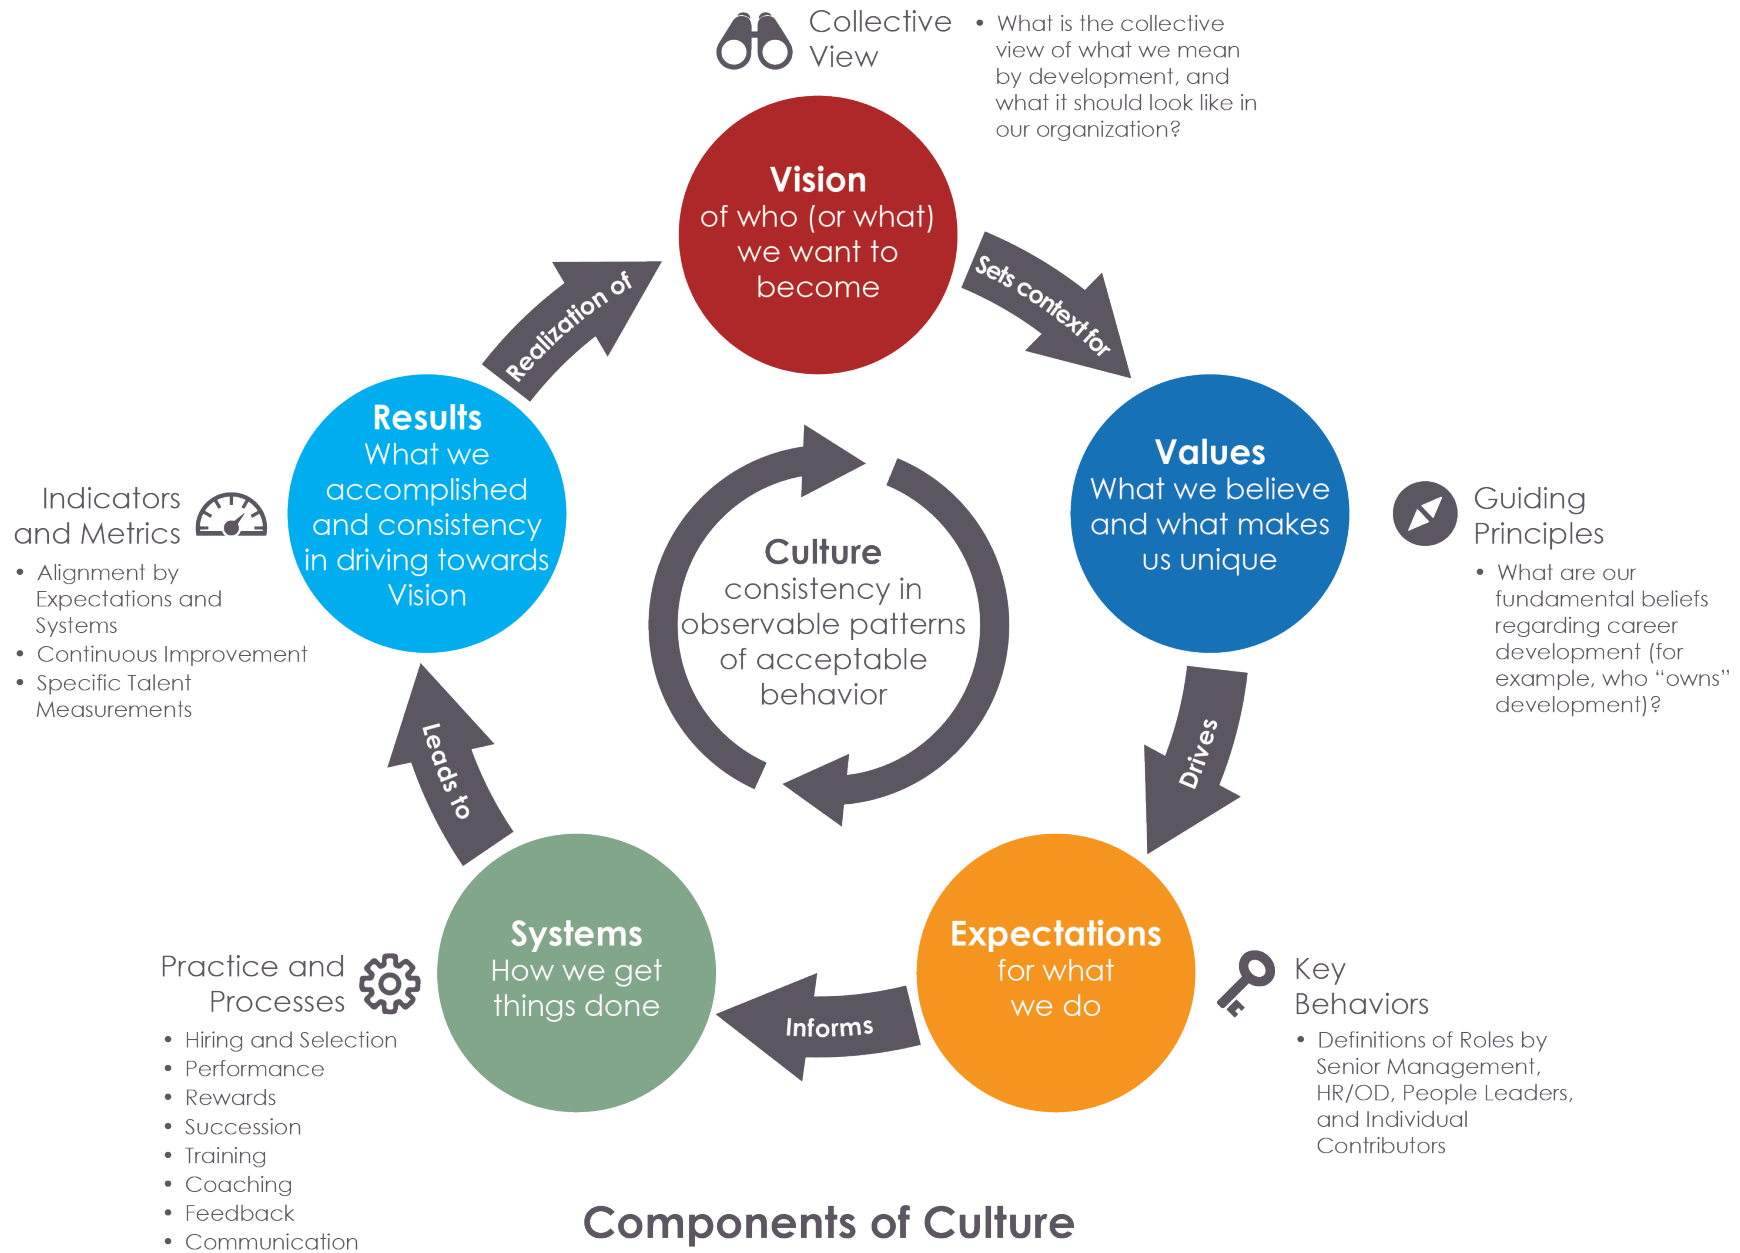 Collective
View
• What is the collective
view of what we mean
by development, and
what it should look like in
our organization?
Vision
of who (or what)
we want to
become
Sets context for
Values
What we believe
and what makes
us unique
Guiding
Principles
• What are our
fundamental beliefs
regarding career
development (for
example, who “owns”
development)?
Drives
Expectations
for what
we do
Key
Behaviors
• Definitions of Roles by
Senior Management,
HR/OD, People Leaders,
and Individual
Contributors
Informs
Systems
How we get
things done
Practice and
Processes
• Hiring and Selection
• Performance
• Rewards
• Succession
• Training
• Coaching
• Feedback
• Communication
Leads to
Results
What we
accomplished
and consistency
in driving towards
Vision
Indicators
and Metrics
• Alignment by
Expectations and
Systems
• Continuous Improvement
• Specific Talent
Measurements
Realization of
Culture
consistency in
observable patterns
of acceptable
behavior
Components of Culture